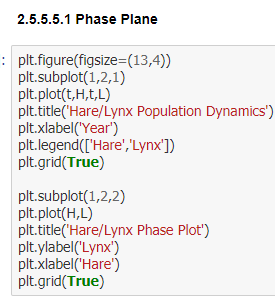 2.5.5.5.1 Phase Plane
:
plt.figure(figsize=(13,4))
plt.subplot(1,2,1)
plt.plot(t,H,t,L)
plt.title('Hare/Lynx Population Dynamics')
plt.xlabel('Year')
plt.legend(['Hare','Lynx'])
plt.grid(True)
plt.subplot(1,2,2)
plt.plot(H,L)
plt.title('Hare/Lynx Phase Plot')
plt.ylabel('Lynx')
plt.xlabel('Hare')
plt.grid(True)